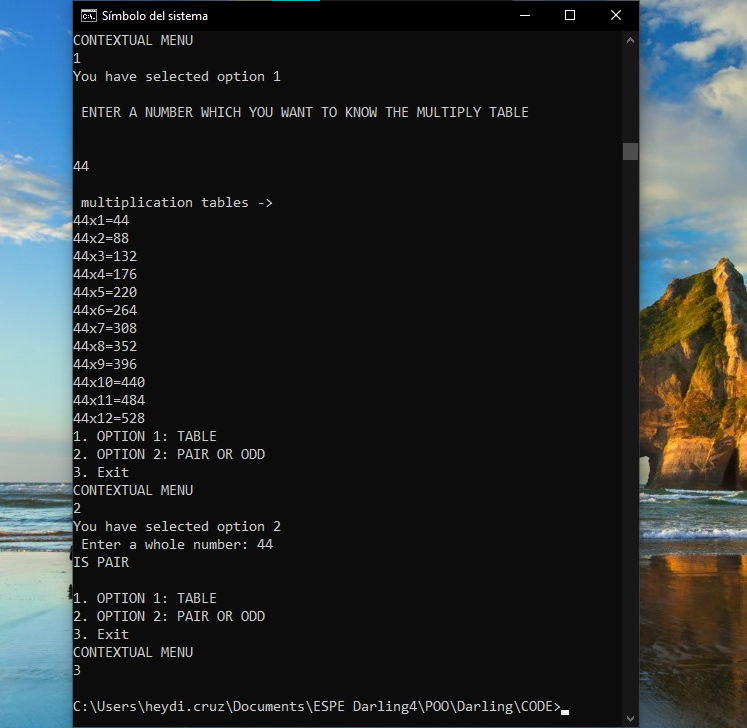 Símbolo del sistema
CONTEXTUAL MENU
1
You have selected option 1
ENTER A NUMBER WHICH YOU WANT TO KNOW THE MULTIPLY TABLE
44
multiplication tables ->
44x1=44
44x2=88
44x3=132
44x4=176
44x5=220
44x6=264
44x7=308
44x8=352
44x9=396
44x10=440
44x11=484
44x12=528
1. OPTION 1: TABLE
2. OPTION 2: PAIR OR ODD
3. Exit
CONTEXTUAL MENU
2
You have selected option 2
Enter a whole number: 44
IS PAIR
1. OPTION 1: TABLE
2. OPTION 2: PAIR OR ODD
3. Exit
CONTEXTUAL MENU
3
C:\Users\heydi.cruz\Documents\ESPE Darling4\POO\Darling\CODE>